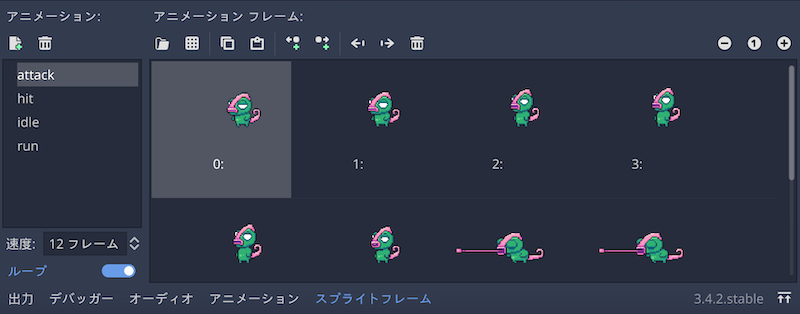 アニメーション:
アニメーション フレーム:
1
attack
hit
idle
run
0:
1:
2:
3:
速度: 12 フレーム
ループ
出力 デバッガー オーディオ アニメーション スプライトフレーム 3.4.2.stable